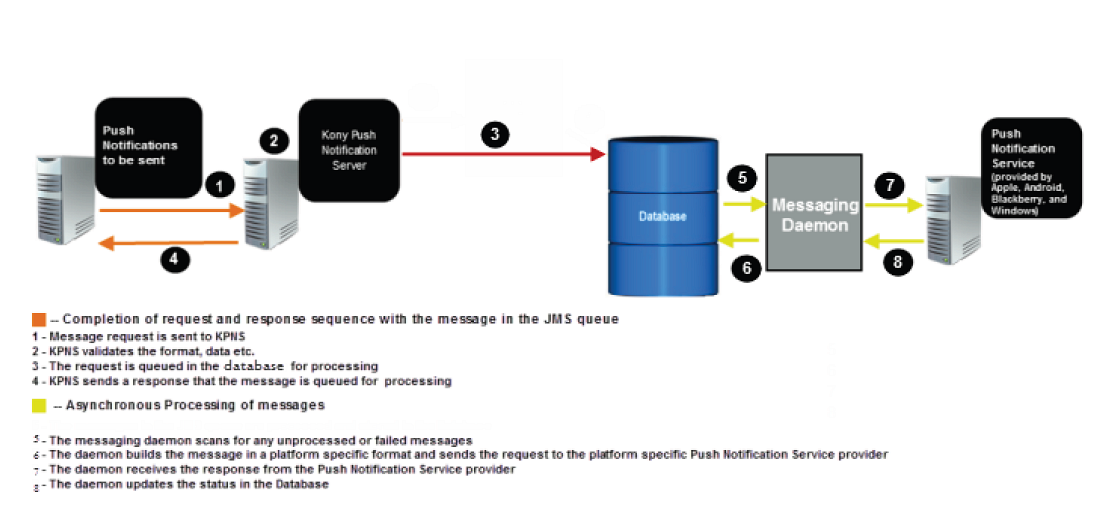 Push
Notifications
to be sent
1
2
Kony Push
Notification
Server
3
4
Database
5
6
Messaging
Daemon
7
8
Push
Notification
Service
(provided by
Apple, Android,
Blackberry, and
Windows)
-- Completion of request and response sequence with the message in the JMS queue
1 - Message request is sent to KPNS
2 - KPNS validates the format, data etc.
3 - The request is queued in the database for processing
4 - KPNS sends a response that the message is queued for processing
-- Asynchronous Processing of messages
5 - The messaging daemon scans for any unprocessed or failed messages
6 - The daemon builds the message in a platform specific format and sends the request to the platform specific Push Notification Service provider
7 - The daemon receives the response from the Push Notification Service provider
8 - The daemon updates the status in the Database